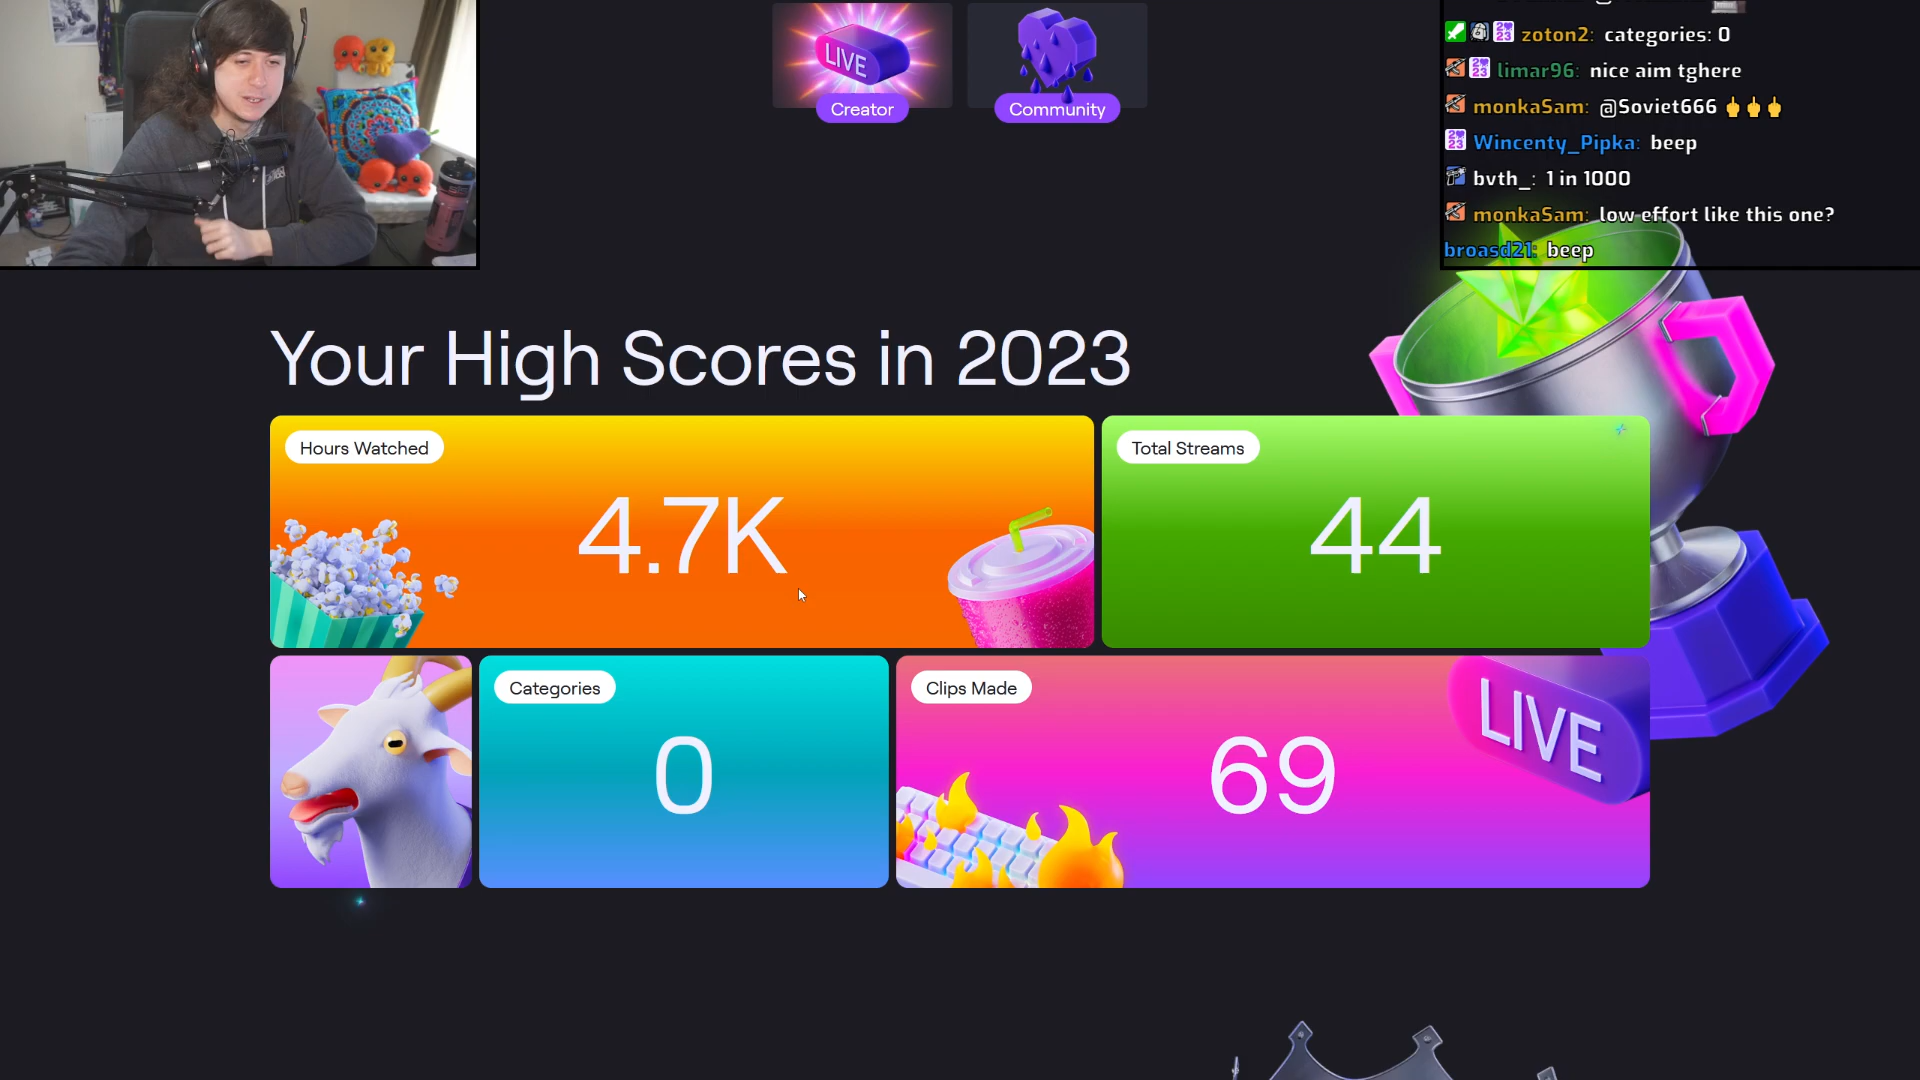 LIVE
Creator
Community
zoton2: categories: 0
limar96: nice aim tghere
monkaSam: @Soviet666 🖕🖕🖕
Wincenty_Pipka: beep
bvth_: 1 in 1000
monkaSam: low effort like this one?
broasd21: beep
Your High Scores in 2023
Hours Watched
4.7K
Total Streams
44
Categories
0
Clips Made
69
LIVE